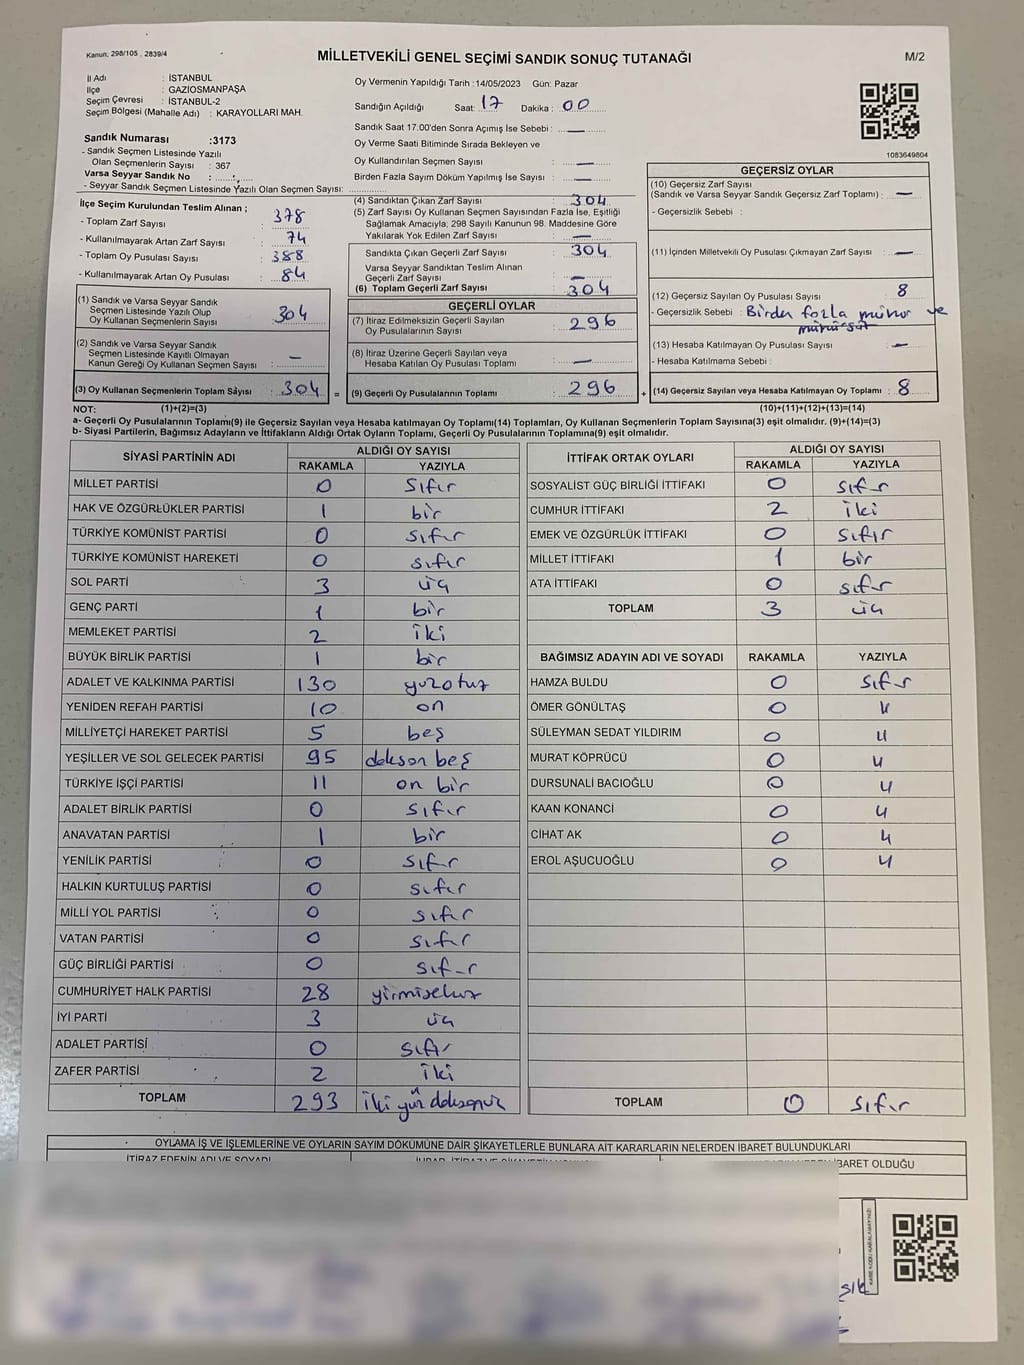 Kanun: 298/105 . 2839/4
MİLLETVEKİLİ GENEL SEÇİMİ SANDIK SONUÇ TUTANAĞI
M/2
İl Adı : İSTANBUL
İlçe : GAZİOSMANPAŞA
Seçim Çevresi : İSTANBUL-2
Seçim Bölgesi (Mahalle Adı) : KARAYOLLARI MAH.
Sandık Numarası :3173
- Sandık Seçmen Listesinde Yazılı
Olan Seçmenlerin Sayısı : 367
Varsa Seyyar Sandık No :
- Seyyar Sandık Seçmen Listesinde Yazılı Olan Seçmen Sayısı:
Oy Vermenin Yapıldığı Tarih :14/05/2023 Gün: Pazar
Sandığın Açıldığı Saat: 17 Dakika : 00
Sandık Saat 17.00'den Sonra Açımış İse Sebebi : —
Oy Verme Saati Bitiminde Sırada Bekleyen ve
Oy Kullandırılan Seçmen Sayısı : —
Birden Fazla Sayım Döküm Yapılmış İse Sayısı : —
1083649804
İlçe Seçim Kurulundan Teslim Alınan ;
- Toplam Zarf Sayısı : 378
- Kullanılmayarak Artan Zarf Sayısı : 74
- Toplam Oy Pusulası Sayısı : 388
- Kullanılmayarak Artan Oy Pusulası : 84
(1) Sandık ve Varsa Seyyar Sandık
Seçmen Listesinde Yazılı Olup
Oy Kullanan Seçmenlerin Sayısı : 304
(2) Sandık ve Varsa Seyyar Sandık
Seçmen Listesinde Kayıtlı Olmayan
Kanun Gereği Oy Kullanan Seçmen Sayısı : —
(3) Oy Kullanan Seçmenlerin Toplam Sayısı : 304 =
(4) Sandıktan Çıkan Zarf Sayısı : 304
(5) Zarf Sayısı Oy Kullanan Seçmen Sayısından Fazla İse, Eşitliği
Sağlamak Amacıyla; 298 Sayılı Kanunun 98. Maddesine Göre
Yakılarak Yok Edilen Zarf Sayısı : —
Sandıkta Çıkan Geçerli Zarf Sayısı : 304
Varsa Seyyar Sandıktan Teslim Alınan
Geçerli Zarf Sayısı : —
(6) Toplam Geçerli Zarf Sayısı : 304
GEÇERLİ OYLAR
(7) İtiraz Edilmeksizin Geçerli Sayılan
Oy Pusulalarının Sayısı : 296
(8) İtiraz Üzerine Geçerli Sayılan veya
Hesaba Katılan Oy Pusulası Toplamı : —
(9) Geçerli Oy Pusulalarının Toplamı : 296 +
GEÇERSİZ OYLAR
(10) Geçersiz Zarf Sayısı
(Sandık ve Varsa Seyyar Sandık Geçersiz Zarf Toplamı) : —
- Geçersizlik Sebebi :
(11) İçinden Milletvekili Oy Pusulası Çıkmayan Zarf Sayısı : —
(12) Geçersiz Sayılan Oy Pusulası Sayısı : 8
- Geçersizlik Sebebi : Birden fazla mühür ve
mühürsüz
(13) Hesaba Katılmayan Oy Pusulası Sayısı : —
- Hesaba Katılmama Sebebi :
(14) Geçersiz Sayılan veya Hesaba Katılmayan Oy Toplamı : 8
NOT: (1)+(2)=(3) (10)+(11)+(12)+(13)=(14)
a- Geçerli Oy Pusulalarının Toplamı(9) ile Geçersiz Sayılan veya Hesaba katılmayan Oy Toplamı(14) Toplamları, Oy Kullanan Seçmenlerin Toplam Sayısına(3) eşit olmalıdır. (9)+(14)=(3)
b- Siyasi Partilerin, Bağımsız Adayların ve İttifakların Aldığı Ortak Oyların Toplamı, Geçerli Oy Pusulalarının Toplamına(9) eşit olmalıdır.
SİYASİ PARTİNİN ADI ALDIĞI OY SAYISI
RAKAMLA YAZIYLA
MİLLET PARTİSİ 0 Sıfır
HAK VE ÖZGÜRLÜKLER PARTİSİ 1 bir
TÜRKİYE KOMÜNİST PARTİSİ 0 sıfır
TÜRKİYE KOMÜNİST HAREKETİ 0 sıfır
SOL PARTİ 3 üç
GENÇ PARTİ 1 bir
MEMLEKET PARTİSİ 2 iki
BÜYÜK BİRLİK PARTİSİ 1 bir
ADALET VE KALKINMA PARTİSİ 130 yüzotuz
YENİDEN REFAH PARTİSİ 10 on
MİLLİYETÇİ HAREKET PARTİSİ 5 beş
YEŞİLLER VE SOL GELECEK PARTİSİ 95 doksan beş
TÜRKİYE İŞÇİ PARTİSİ 11 on bir
ADALET BİRLİK PARTİSİ 0 sıfır
ANAVATAN PARTİSİ 1 bir
YENİLİK PARTİSİ 0 sıfır
HALKIN KURTULUŞ PARTİSİ 0 sıfır
MİLLİ YOL PARTİSİ 0 sıfır
VATAN PARTİSİ 0 sıfır
GÜÇ BİRLİĞİ PARTİSİ 0 sıfır
CUMHURİYET HALK PARTİSİ 28 yirmisekiz
İYİ PARTİ 3 üç
ADALET PARTİSİ 0 sıfır
ZAFER PARTİSİ 2 iki
TOPLAM 293 iki yüz doksanüç
İTTİFAK ORTAK OYLARI ALDIĞI OY SAYISI
RAKAMLA YAZIYLA
SOSYALİST GÜÇ BİRLİĞİ İTTİFAKI 0 sıfır
CUMHUR İTTİFAKI 2 iki
EMEK VE ÖZGÜRLÜK İTTİFAKI 0 sıfır
MİLLET İTTİFAKI 1 bir
ATA İTTİFAKI 0 sıfır
TOPLAM 3 üç
BAĞIMSIZ ADAYIN ADI VE SOYADI RAKAMLA YAZIYLA
HAMZA BULDU 0 sıfır
ÖMER GÖNÜLTAŞ 0 "
SÜLEYMAN SEDAT YILDIRIM 0 "
MURAT KÖPRÜCÜ 0 "
DURSUNALİ BACIOĞLU 0 "
KAAN KONANCİ 0 "
CİHAT AK 0 "
EROL AŞUCUOĞLU 0 "
TOPLAM 0 sıfır
OYLAMA İŞ VE İŞLEMLERİNE VE OYLARIN SAYIM DÖKÜMÜNE DAİR ŞİKAYETLERLE BUNLARA AİT KARARLARIN NELERDEN İBARET BULUNDUKLARI
İTİRAZ EDENİN ADI VE SOYADI
İBARET OLDUĞU